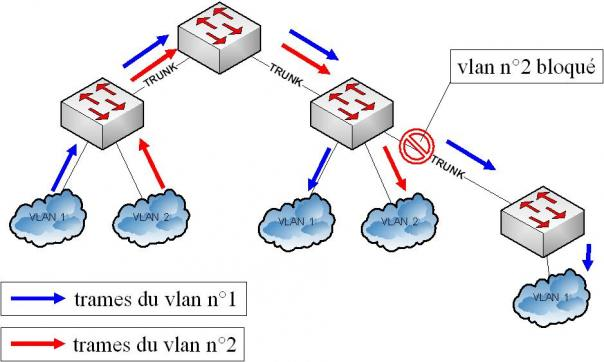 TRUNK
TRUNK
vlan n°2 bloqué
TRUNK
VLAN 1
VLAN 2
VLAN 1
VLAN 2
VLAN 1
trames du vlan n°1
trames du vlan n°2